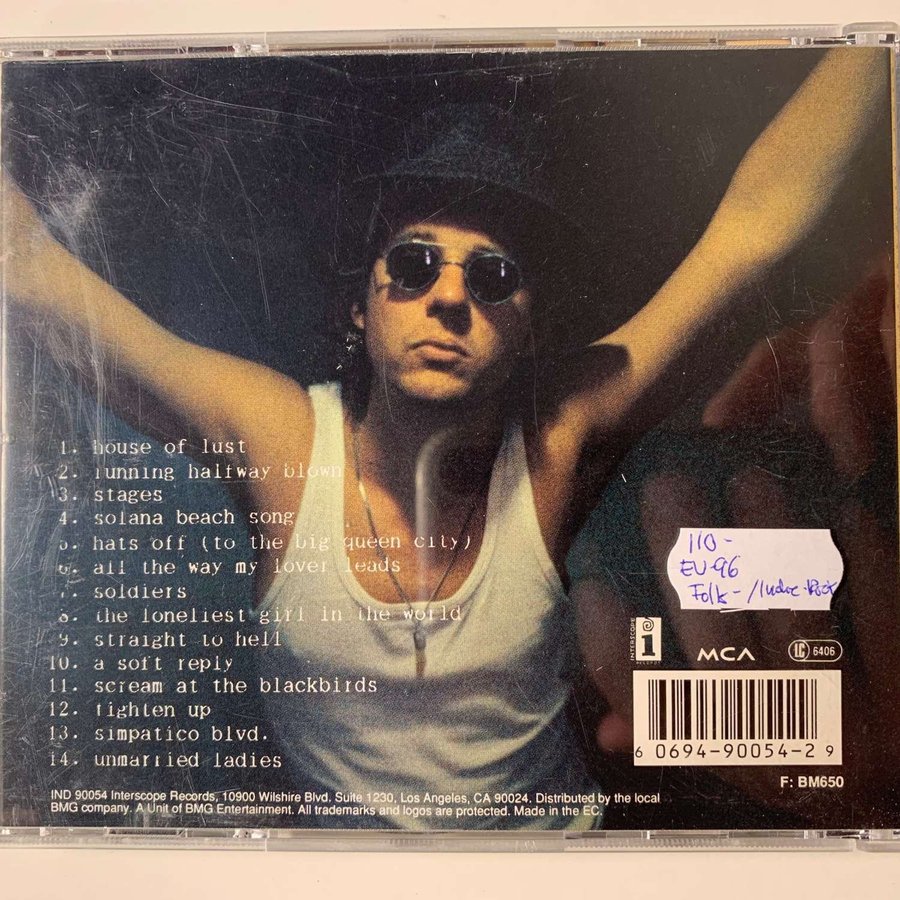 1. house of lust
2. running halfway blown
3. stages
4. solana beach song
5. hats off (to the big queen city)
6. all the way my lover leads
7. soldiers
8. the loneliest girl in the world
9. straight to hell
10. a soft reply
11. scream at the blackbirds
12. tighten up
13. simpatico blvd.
14. unmarried ladies
110-
EU-96
Folk-/Indie-Rock
INTERSCOPE
RECORDS
i
MCA
LC 6406
6 0694-90054-2 9
F: BM650
IND 90054 Interscope Records, 10900 Wilshire Blvd. Suite 1230, Los Angeles, CA 90024. Distributed by the local
BMG company. A Unit of BMG Entertainment. All trademarks and logos are protected. Made in the EC.